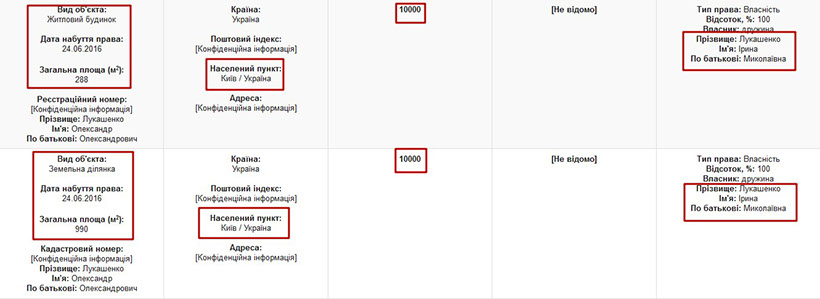 Вид об'єкта:
Житловий будинок
Дата набуття права:
24.06.2016
Загальна площа (м²):
288
Реєстраційний номер:
[Конфіденційна інформація]
Прізвище: Лукашенко
Ім'я: Олександр
По батькові: Олександрович
Країна:
Україна
Поштовий індекс:
[Конфіденційна інформація]
Населений пункт:
Київ / Україна
Адреса:
[Конфіденційна інформація]
10000
[Не відомо]
Тип права: Власність
Відсоток, %: 100
Власник: дружина
Прізвище: Лукашенко
Ім'я: Ірина
По батькові: Миколаївна
Вид об'єкта:
Земельна ділянка
Дата набуття права:
24.06.2016
Загальна площа (м²):
990
Кадастровий номер:
[Конфіденційна інформація]
Прізвище: Лукашенко
Ім'я: Олександр
По батькові: Олександрович
Країна:
Україна
Поштовий індекс:
[Конфіденційна інформація]
Населений пункт:
Київ / Україна
Адреса:
[Конфіденційна інформація]
10000
[Не відомо]
Тип права: Власність
Відсоток, %: 100
Власник: дружина
Прізвище: Лукашенко
Ім'я: Ірина
По батькові: Миколаївна